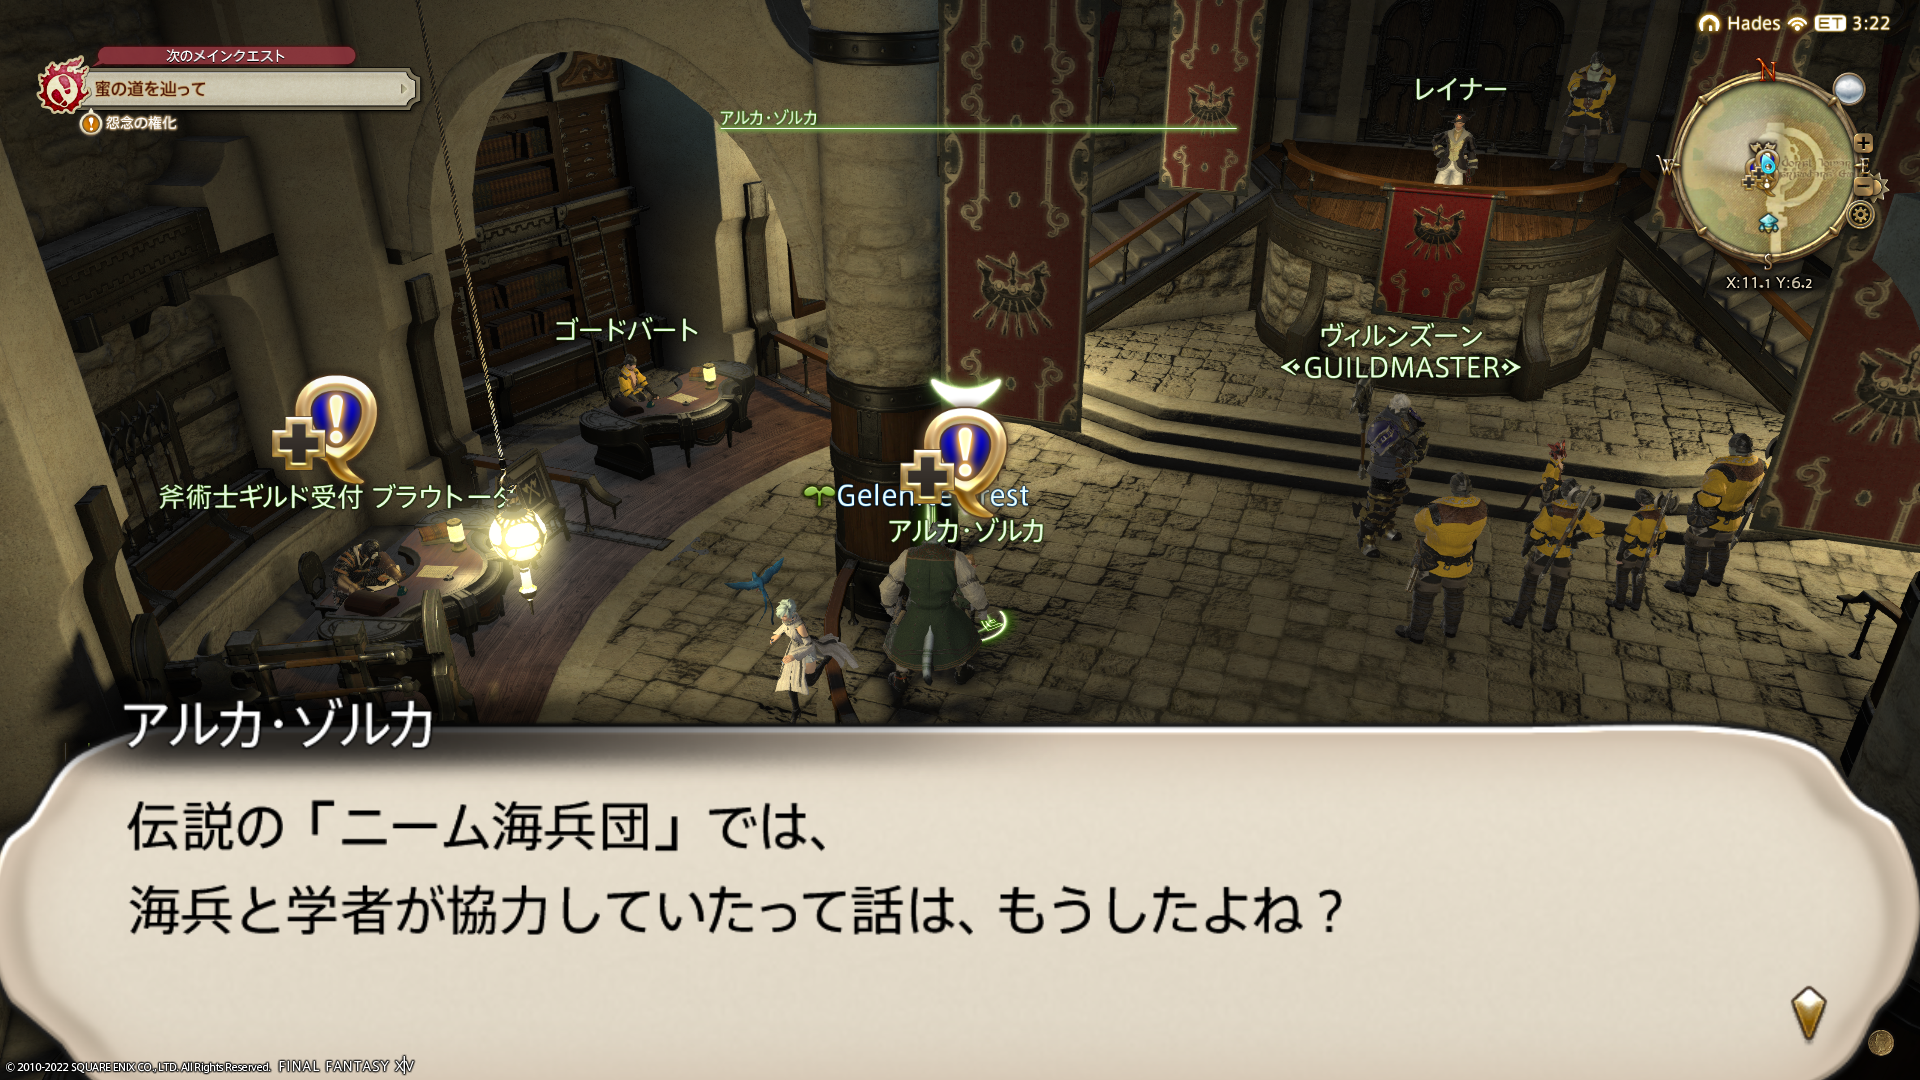 次のメインクエスト
蜜の道を辿って
怨念の権化
アルカ・ゾルカ
Hades ET 3:22
N
W
E
S
X:11.1 Y:6.2
レイナー
ゴードバート
ヴィルンズーン
GUILDMASTER
斧術士ギルド受付 ブラウトータ
アルカ・ゾルカ
アルカ・ゾルカ
伝説の「ニーム海兵団」では、
海兵と学者が協力していたって話は、もうしたよね？
© 2010-2022 SQUARE ENIX CO., LTD. All Rights Reserved. FINAL FANTASY XIV